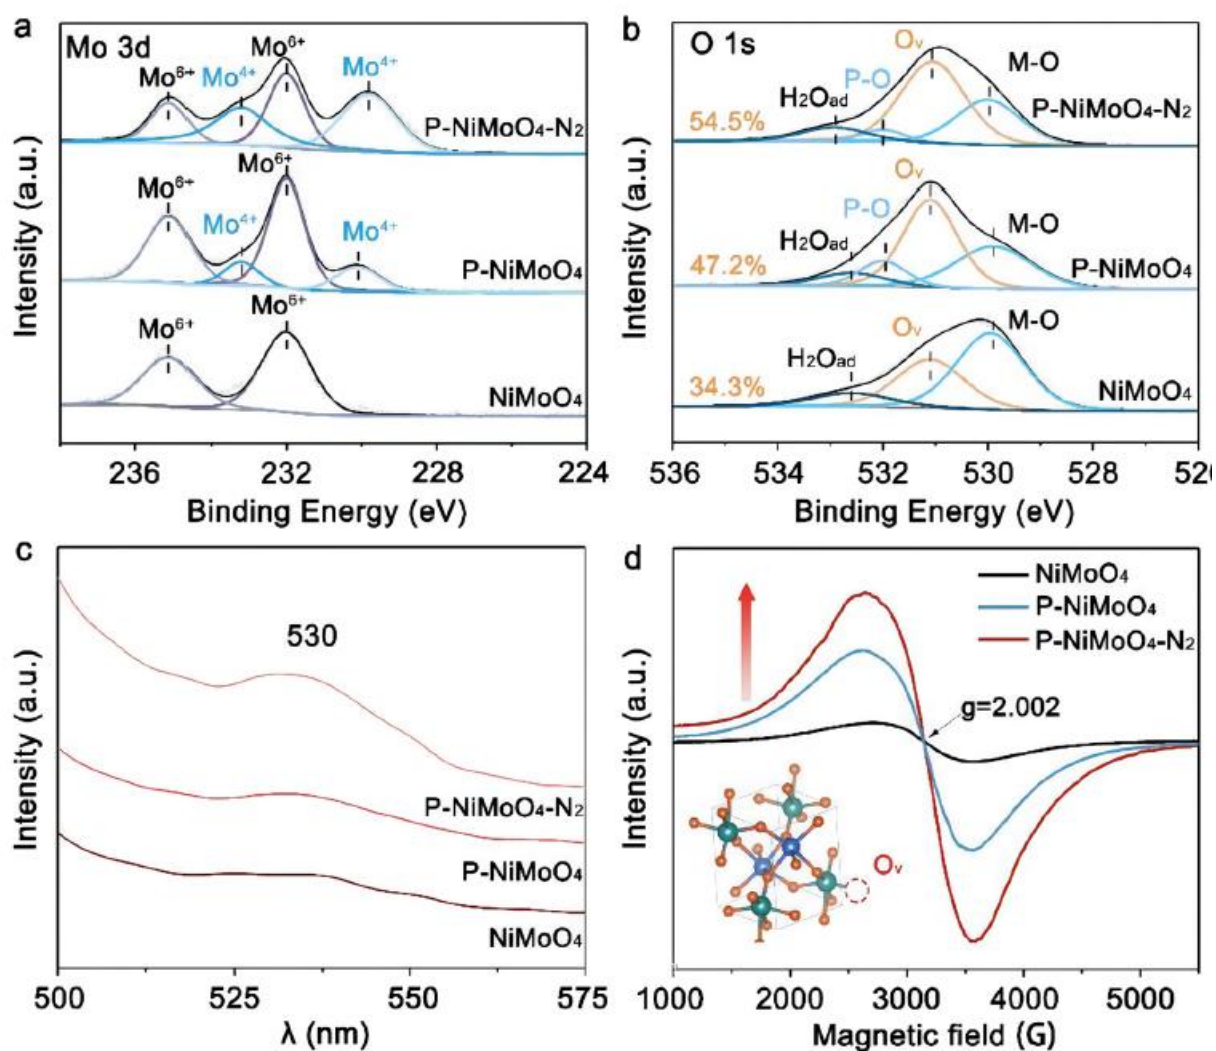 a
Mo 3d
Mo⁶⁺
Mo⁶⁺
Mo⁴⁺
Mo⁴⁺
P-NiMoO₄-N₂
Mo⁶⁺
Mo⁶⁺
Mo⁴⁺
Mo⁴⁺
P-NiMoO₄
Mo⁶⁺
Mo⁶⁺
NiMoO₄
Intensity (a.u.)
236 232 228 224
Binding Energy (eV)
b
O 1s
Oᵥ
M-O
P-O
H₂Oad
54.5%
P-NiMoO₄-N₂
Oᵥ
P-O
M-O
H₂Oad
47.2%
P-NiMoO₄
M-O
Oᵥ
H₂Oad
34.3%
NiMoO₄
Intensity (a.u.)
536 534 532 530 528
Binding Energy (eV)
c
530
P-NiMoO₄-N₂
P-NiMoO₄
NiMoO₄
Intensity (a.u.)
500 525 550 575
λ (nm)
d
NiMoO₄
P-NiMoO₄
P-NiMoO₄-N₂
g=2.002
Oᵥ
Intensity (a.u.)
1000 2000 3000 4000 5000
Magnetic field (G)